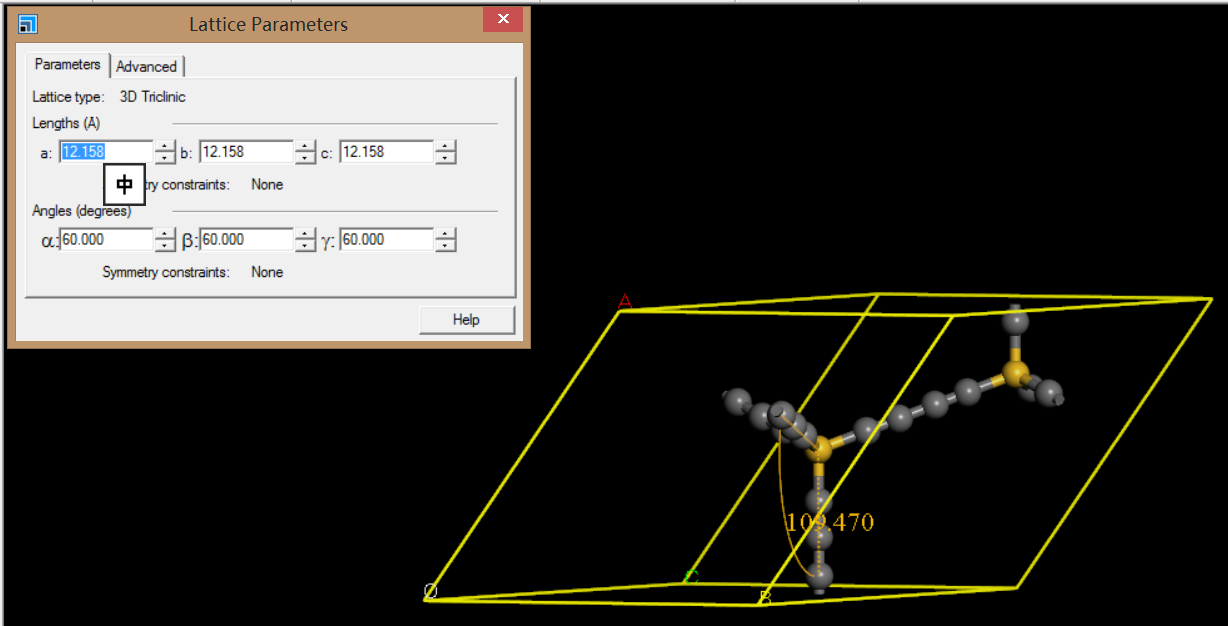 Lattice Parameters
Parameters Advanced
Lattice type: 3D Triclinic
Lengths (A)
a: 12.158 b: 12.158 c: 12.158
中 try constraints: None
Angles (degrees)
α: 60.000 β: 60.000 γ: 60.000
Symmetry constraints: None
Help
A
109.470
C
O
B